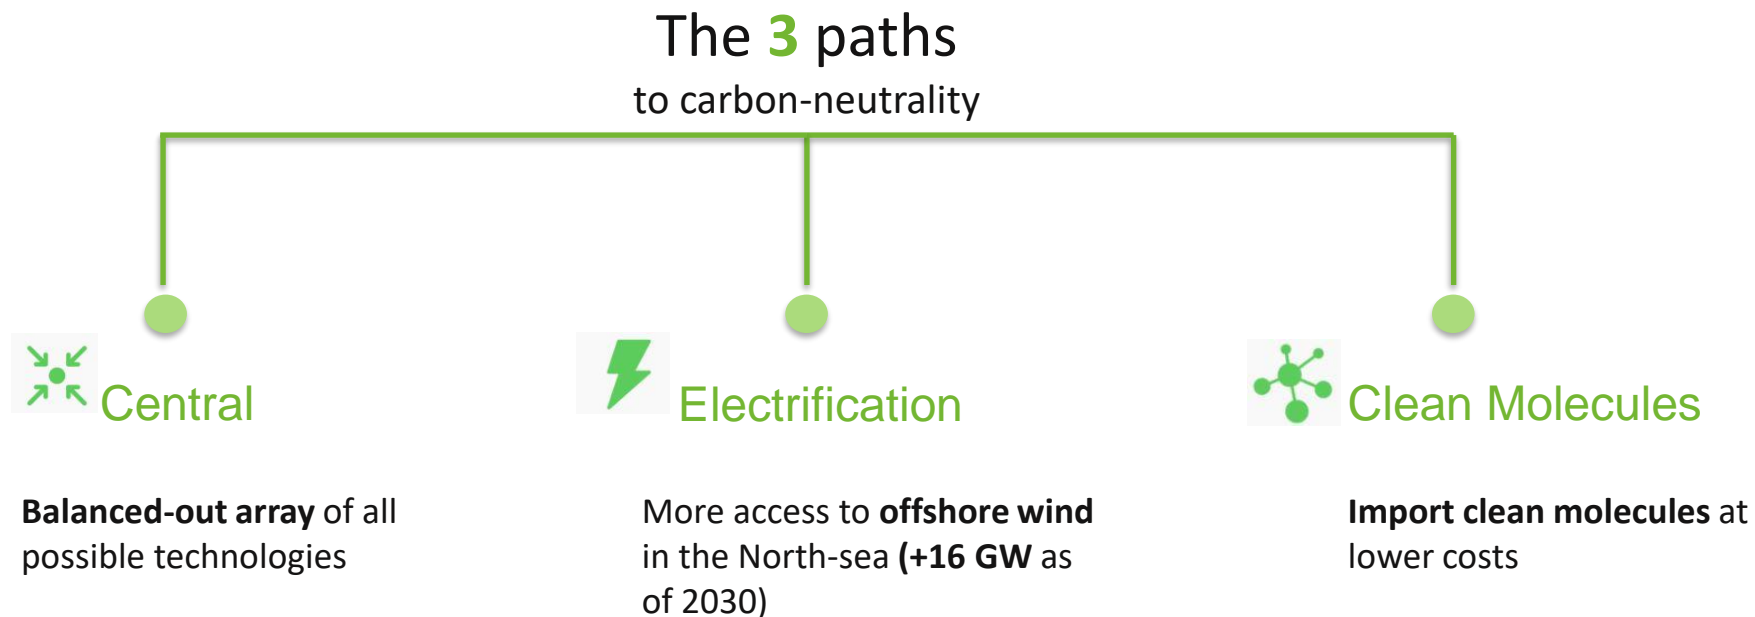 The 3 paths
to carbon-neutrality
Central
Balanced-out array of all
possible technologies
Electrification
More access to offshore wind
in the North-sea (+16 GW as
of 2030)
Clean Molecules
Import clean molecules at
lower costs